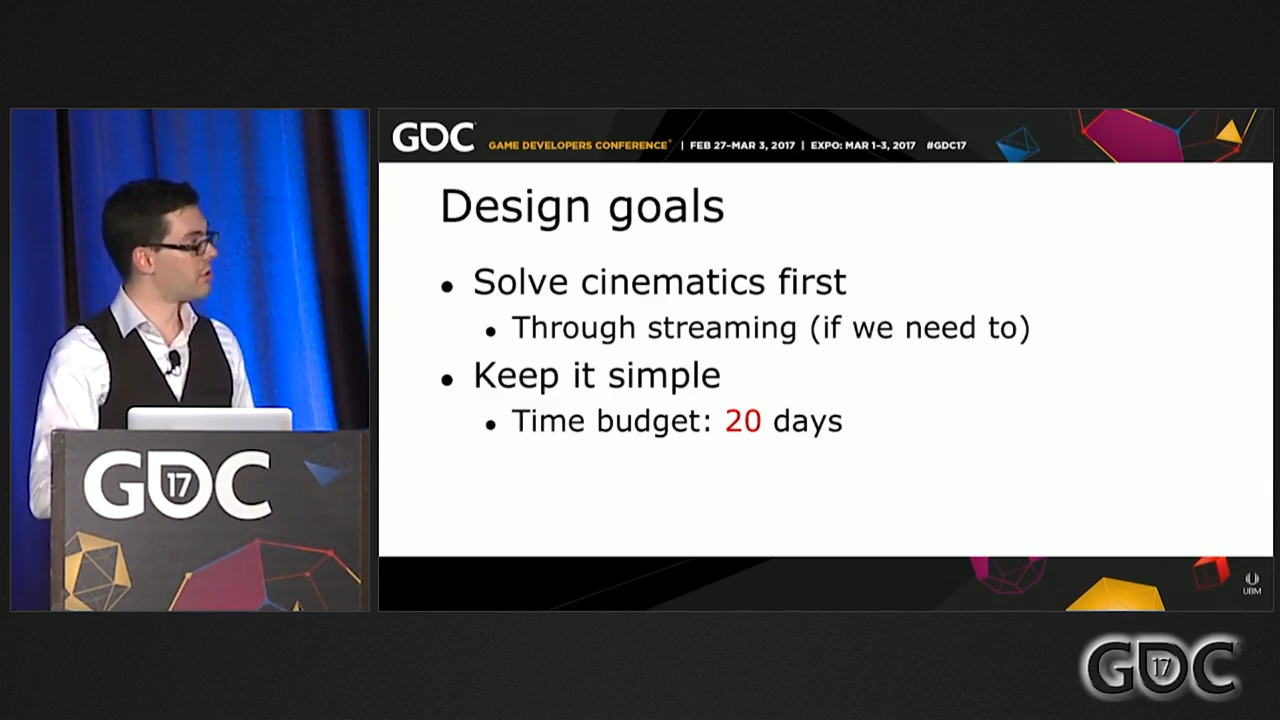 GDC GAME DEVELOPERS CONFERENCE® | FEB 27–MAR 3, 2017 | EXPO: MAR 1–3, 2017 #GDC17
Design goals
• Solve cinematics first
• Through streaming (if we need to)
• Keep it simple
• Time budget: 20 days
GDC 17
UBM
GDC 17